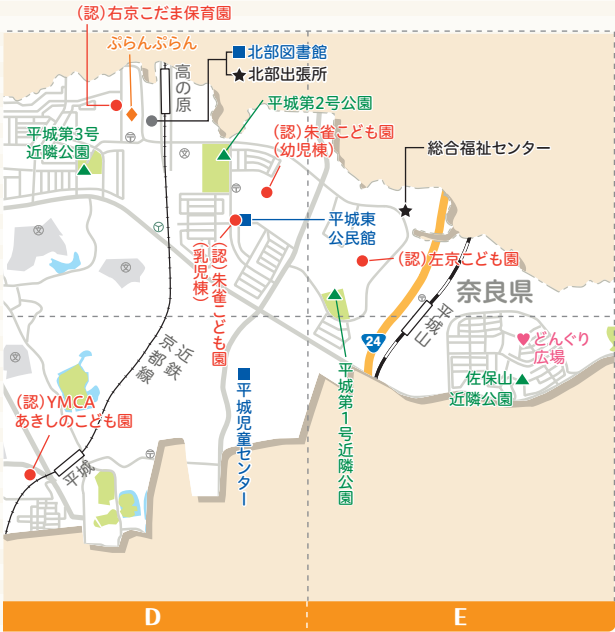 (認)右京こだま保育園
ぷらんぷらん
北部図書館
北部出張所
高の原
平城第2号公園
平城第3号
近隣公園
(認)朱雀こども園
(幼児棟)
総合福祉センター
平城東
公民館
(認)朱雀こども園
(乳児棟)
(認)左京こども園
奈良県
平城山
24
どんぐり
広場
近鉄
京都線
佐保山
近隣公園
平城第1号近隣公園
平城児童センター
(認)YMCA
あきしのこども園
平城
D
E